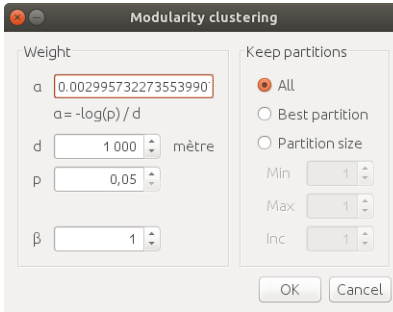 Modularity clustering
Weight
α 0.0029957322735539907
α = -log(p) / d
d 1 000 mètre
p 0,05
β 1
Keep partitions
All
Best partition
Partition size
Min 1
Max 1
Inc 1
OK Cancel